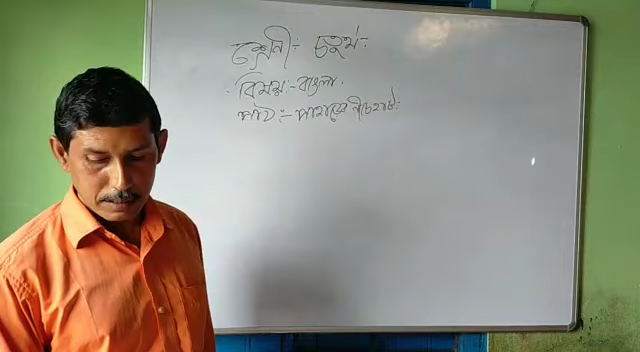 শ্রেনী:- চতুর্থ:-
বিষয়:- বাংলা.
পাঠ:- পাহাড়ের নীচে হাট:-